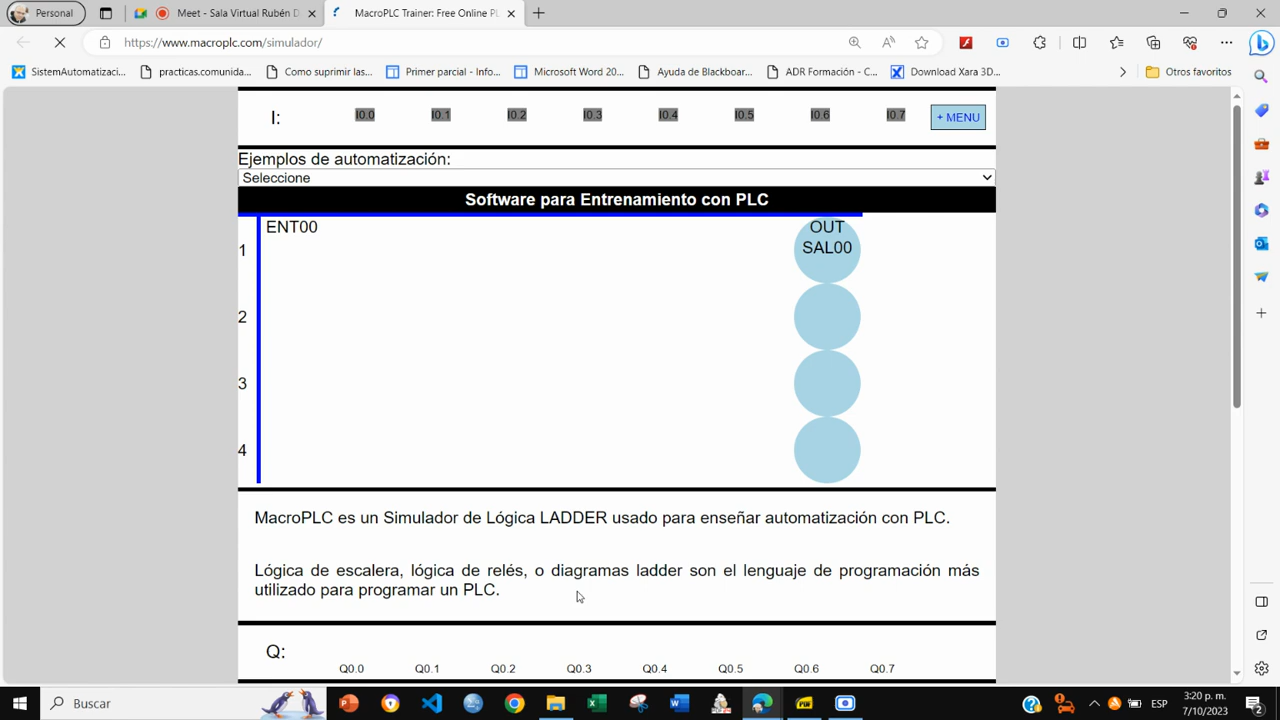 Personal
Meet - Sala Virtual Rubén D
MacroPLC Trainer: Free Online PL
https://www.macroplc.com/simulador/
SistemAutomatizaci...
practicas.comunida...
Como suprimir las...
Primer parcial - Info...
Microsoft Word 20...
Ayuda de Blackboar...
ADR Formación - C...
Download Xara 3D...
Otros favoritos
I:
I0.0
I0.1
I0.2
I0.3
I0.4
I0.5
I0.6
I0.7
+ MENU
Ejemplos de automatización:
Seleccione
Software para Entrenamiento con PLC
ENT00
OUT
SAL00
1
2
3
4
MacroPLC es un Simulador de Lógica LADDER usado para enseñar automatización con PLC.
Lógica de escalera, lógica de relés, o diagramas ladder son el lenguaje de programación más
utilizado para programar un PLC.
Q:
Q0.0
Q0.1
Q0.2
Q0.3
Q0.4
Q0.5
Q0.6
Q0.7
Buscar
ESP
3:20 p. m.
7/10/2023
2